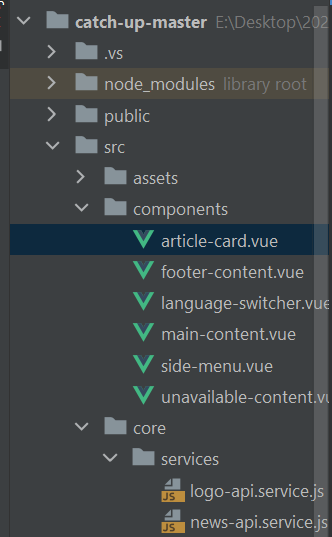 catch-up-master E:\Desktop\202
.vs
node_modules library root
public
src
assets
components
article-card.vue
footer-content.vue
language-switcher.vue
main-content.vue
side-menu.vue
unavailable-content.vu
core
services
JS logo-api.service.js
JS news-api.service.js